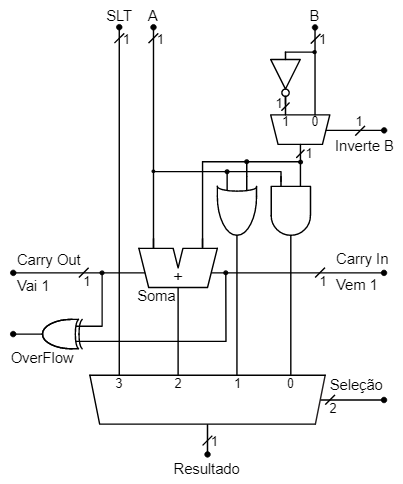 SLT A B
1 1 1
1
1 0
1
Inverte B
1
Carry Out
1
Vai 1
+
Soma
Carry In
1
Vem 1
OverFlow
3 2 1 0
Seleção
2
1
Resultado